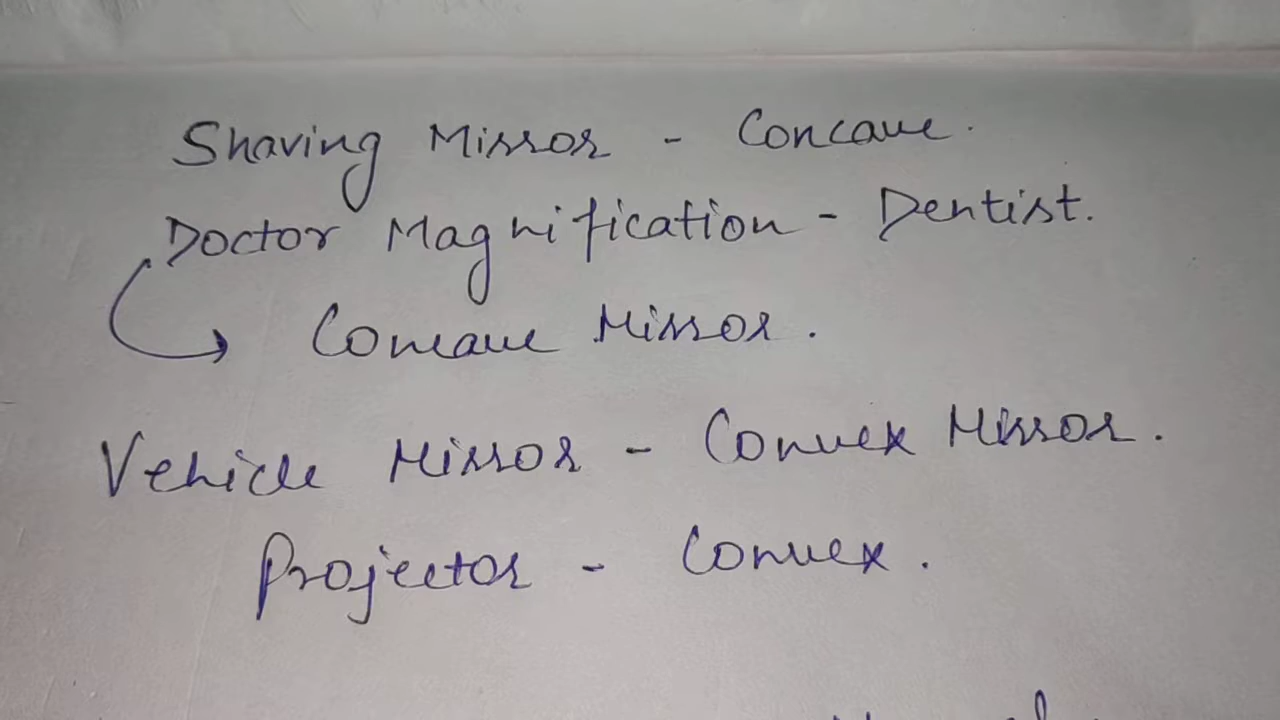 Shaving Mirror - Concave.
Doctor Magnification - Dentist.
Concave Mirror.
Vehicle Mirror - Convex Mirror.
Projector - Convex.